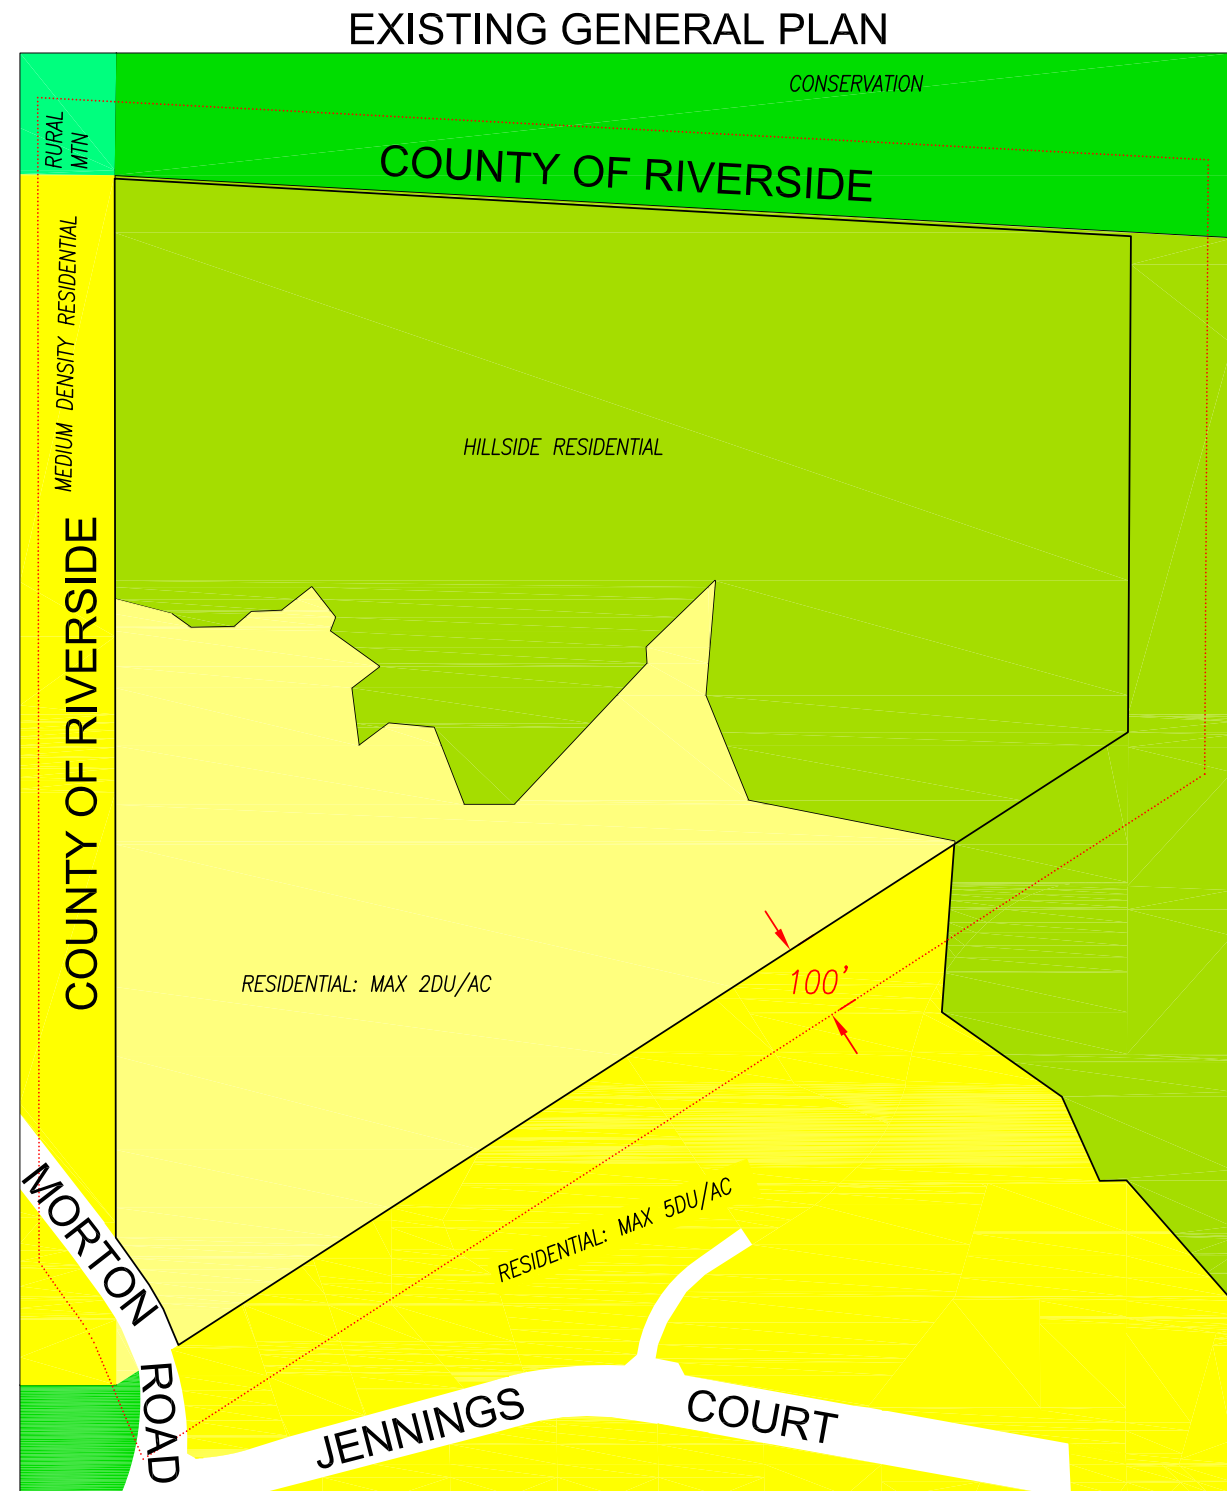 EXISTING GENERAL PLAN
CONSERVATION
RURAL
MTN
COUNTY OF RIVERSIDE
MEDIUM DENSITY RESIDENTIAL
HILLSIDE RESIDENTIAL
COUNTY OF RIVERSIDE
RESIDENTIAL: MAX 2DU/AC
100'
RESIDENTIAL: MAX 5DU/AC
MORTON ROAD
JENNINGS COURT